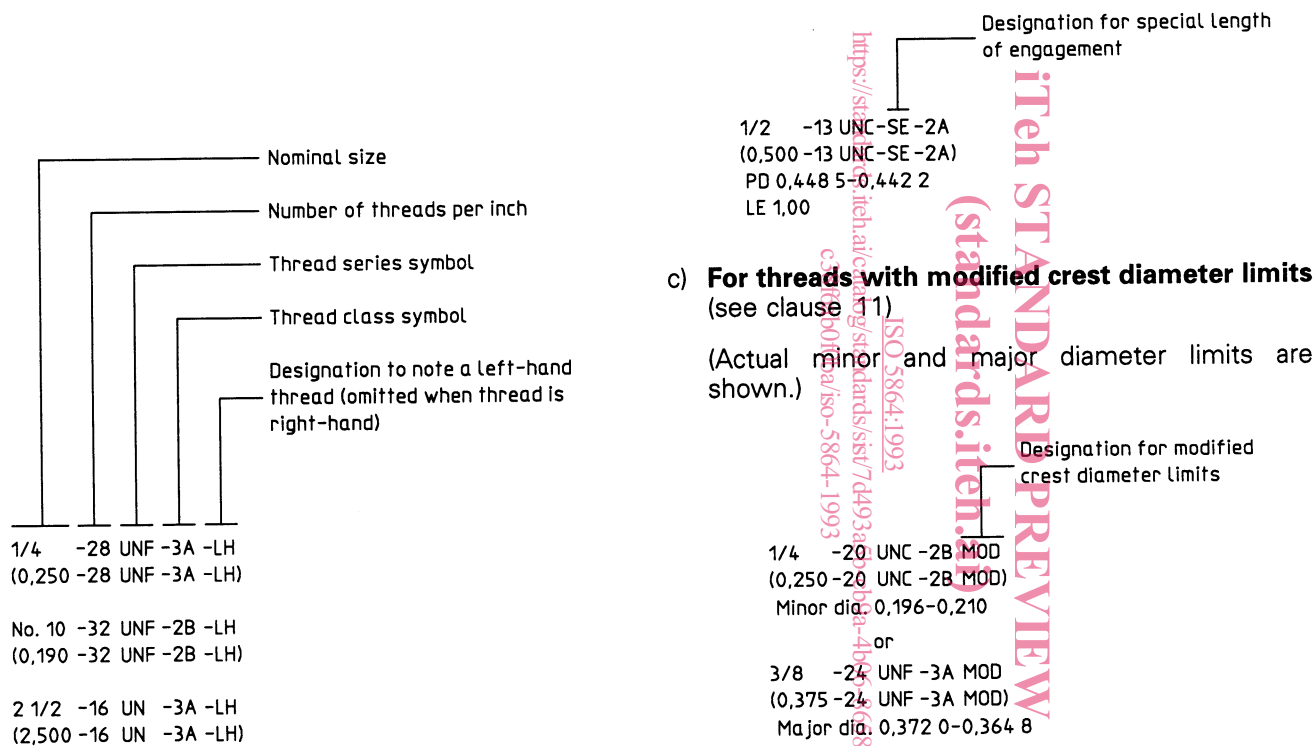 Nominal size
Number of threads per inch
Thread series symbol
Thread class symbol
Designation to note a left-hand
thread (omitted when thread is
right-hand)
1/4 -28 UNF -3A -LH
(0,250 -28 UNF -3A -LH)
No. 10 -32 UNF -2B -LH
(0,190 -32 UNF -2B -LH)
2 1/2 -16 UN -3A -LH
(2,500 -16 UN -3A -LH)
Designation for special length
of engagement
1/2 -13 UNC-SE -2A
(0,500 -13 UNC-SE -2A)
PD 0,448 5-0,442 2
LE 1,00
c) For threads with modified crest diameter limits
(see clause 11)
(Actual minor and major diameter limits are
shown.)
Designation for modified
crest diameter limits
1/4 -20 UNC -2B MOD
(0,250 -20 UNC -2B MOD)
Minor dia. 0,196-0,210
or
3/8 -24 UNF -3A MOD
(0,375 -24 UNF -3A MOD)
Major dia. 0,372 0-0,364 8
iTeh STANDARD PREVIEW
(standards.iteh.ai)
ISO 5864:1993